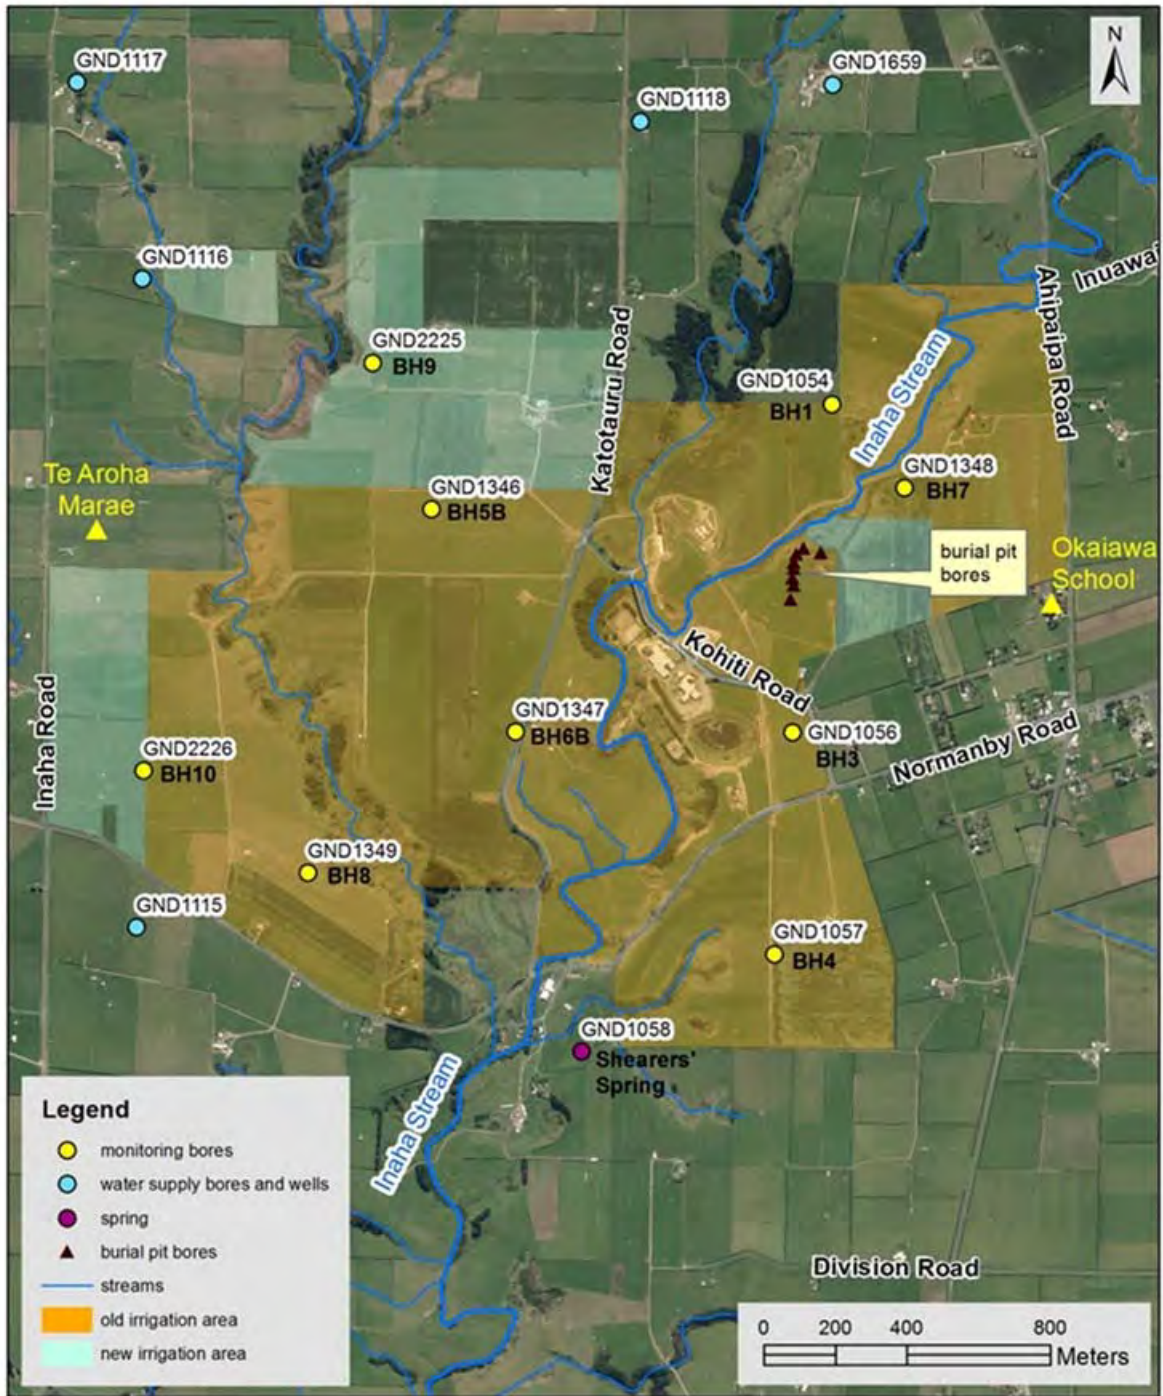 N
GND1117
GND1659
GND1118
GND1116
Inuawai
Ahipaipa Road
GND2225
BH9
Katotauru Road
GND1054
BH1
Inaha Stream
GND1348
BH7
Te Aroha
Marae
GND1346
BH5B
burial pit
bores
Okaiawa
School
Kohiti Road
GND1347
BH6B
GND1056
BH3
Normanby Road
Inaha Road
GND2226
BH10
GND1349
BH8
GND1115
GND1057
BH4
GND1058
Shearers'
Spring
Inaha Stream
Division Road
Legend
monitoring bores
water supply bores and wells
spring
burial pit bores
streams
old irrigation area
new irrigation area
0 200 400 800
Meters